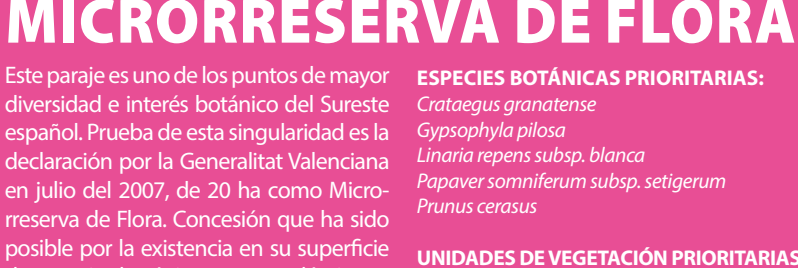 MICRORRESERVA DE FLORA
Este paraje es uno de los puntos de mayor
diversidad e interés botánico del Sureste
español. Prueba de esta singularidad es la
declaración por la Generalitat Valenciana
en julio del 2007, de 20 ha como Micro-
rreserva de Flora. Concesión que ha sido
posible por la existencia en su superficie
ESPECIES BOTÁNICAS PRIORITARIAS:
Crataegus granatense
Gypsophyla pilosa
Linaria repens subsp. blanca
Papaver somniferum subsp. setigerum
Prunus cerasus
UNIDADES DE VEGETACIÓN PRIORITARIAS